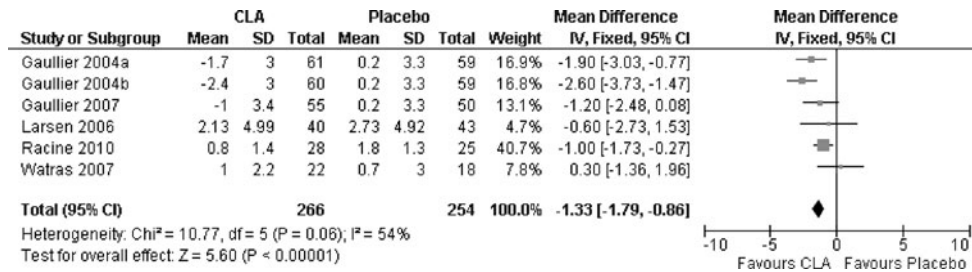 CLA Placebo Mean Difference Mean Difference
Study or Subgroup Mean SD Total Mean SD Total Weight IV, Fixed, 95% CI IV, Fixed, 95% CI
Gaullier 2004a -1.7 3 61 0.2 3.3 59 16.9% -1.90 [-3.03, -0.77]
Gaullier 2004b -2.4 3 60 0.2 3.3 59 16.8% -2.60 [-3.73, -1.47]
Gaullier 2007 -1 3.4 55 0.2 3.3 50 13.1% -1.20 [-2.48, 0.08]
Larsen 2006 2.13 4.99 40 2.73 4.92 43 4.7% -0.60 [-2.73, 1.53]
Racine 2010 0.8 1.4 28 1.8 1.3 25 40.7% -1.00 [-1.73, -0.27]
Watras 2007 1 2.2 22 0.7 3 18 7.8% 0.30 [-1.36, 1.96]
Total (95% CI) 266 254 100.0% -1.33 [-1.79, -0.86]
Heterogeneity: Chi² = 10.77, df = 5 (P = 0.06); I² = 54%
Test for overall effect: Z = 5.60 (P < 0.00001)
-10 -5 0 5 10
Favours CLA Favours Placebo